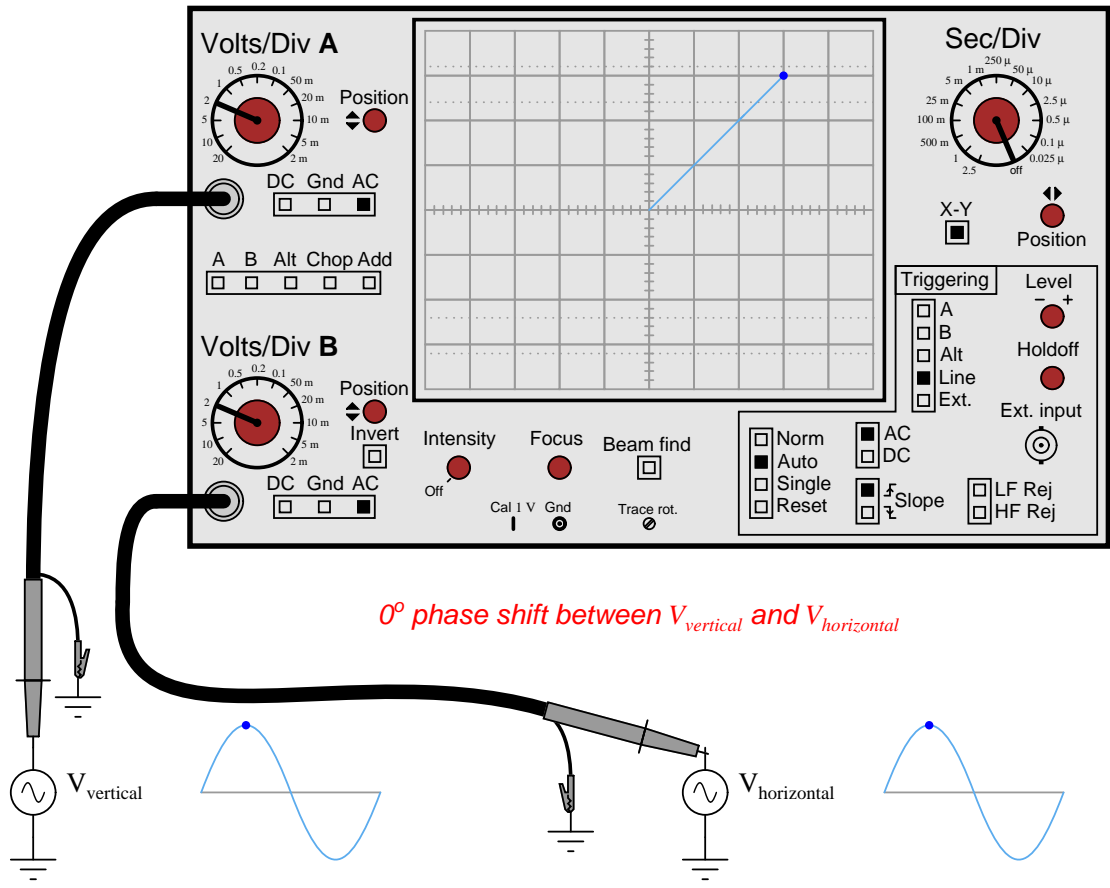 Volts/Div A
20 10 5 2 1 0.5 0.2 0.1 50 m 20 m 10 m 5 m 2 m
Position
DC Gnd AC
A B Alt Chop Add
Volts/Div B
20 10 5 2 1 0.5 0.2 0.1 50 m 20 m 10 m 5 m 2 m
Position
Invert
DC Gnd AC
Intensity
Off
Focus
Beam find
Cal 1 V Gnd
Trace rot.
Sec/Div
2.5 1 500 m 100 m 25 m 5 m 1 m 250 μ 50 μ 10 μ 2.5 μ 0.5 μ 0.1 μ 0.025 μ off
X-Y
Position
Triggering
A
B
Alt
Line
Ext.
Level
− +
Holdoff
Ext. input
Norm
Auto
Single
Reset
AC
DC
Slope
LF Rej
HF Rej
0° phase shift between Vvertical and Vhorizontal
Vvertical
Vhorizontal